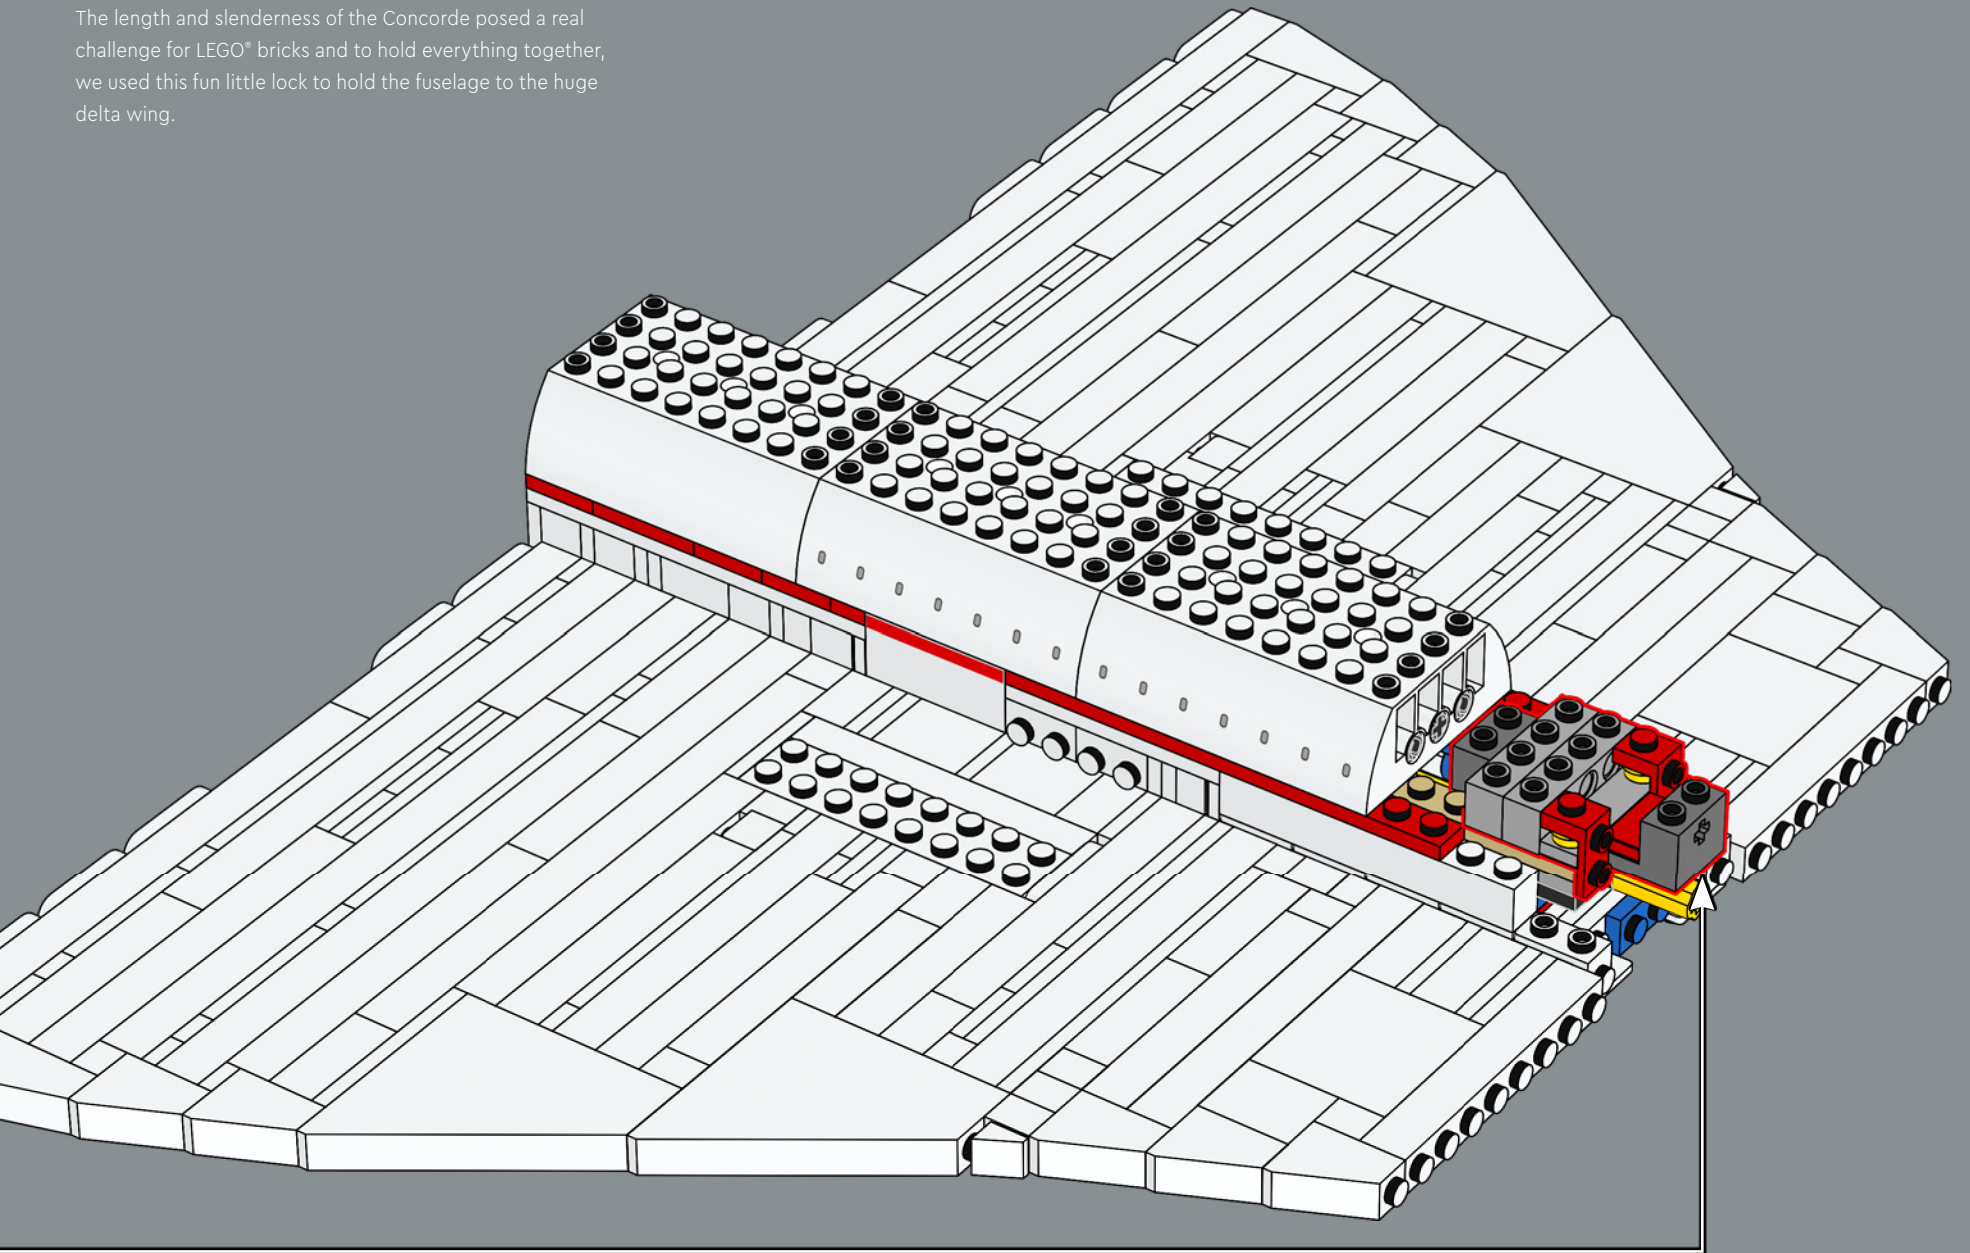 The length and slenderness of the Concorde posed a real
challenge for LEGO® bricks and to hold everything together,
we used this fun little lock to hold the fuselage to the huge
delta wing.